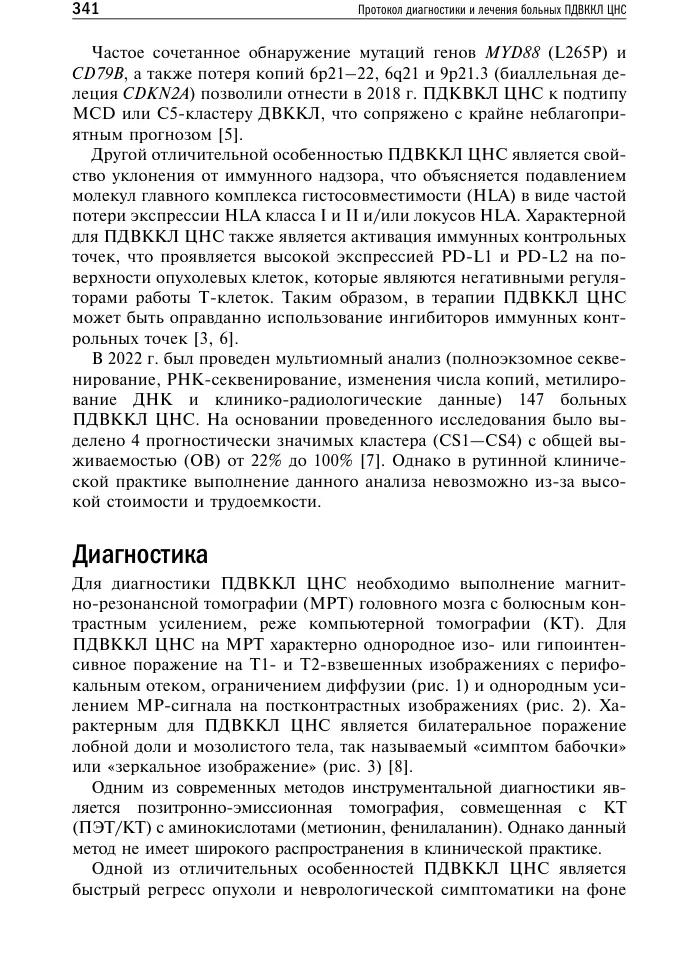 341
Протокол диагностики и лечения больных ПДВККЛ ЦНС
Частое сочетанное обнаружение мутаций генов MYD88 (L265P) и
CD79B, а также потеря копий 6p21—22, 6q21 и 9p21.3 (биаллельная де-
леция CDKN2A) позволили отнести в 2018 г. ПДКВКЛ ЦНС к подтипу
MCD или С5-кластеру ДВККЛ, что сопряжено с крайне неблагопри-
ятным прогнозом [5].
Другой отличительной особенностью ПДВККЛ ЦНС является свой-
ство уклонения от иммунного надзора, что объясняется подавлением
молекул главного комплекса гистосовместимости (HLA) в виде частой
потери экспрессии HLA класса I и II и/или локусов HLA. Характерной
для ПДВККЛ ЦНС также является активация иммунных контрольных
точек, что проявляется высокой экспрессией PD-L1 и PD-L2 на по-
верхности опухолевых клеток, которые являются негативными регуля-
торами работы Т-клеток. Таким образом, в терапии ПДВККЛ ЦНС
может быть оправданно использование ингибиторов иммунных конт-
рольных точек [3, 6].
В 2022 г. был проведен мультиомный анализ (полноэкзомное секве-
нирование, РНК-секвенирование, изменения числа копий, метилиро-
вание ДНК и клинико-радиологические данные) 147 больных
ПДВККЛ ЦНС. На основании проведенного исследования было вы-
делено 4 прогностически значимых кластера (CS1—CS4) с общей вы-
живаемостью (ОВ) от 22% до 100% [7]. Однако в рутинной клиниче-
ской практике выполнение данного анализа невозможно из-за высо-
кой стоимости и трудоемкости.
Диагностика
Для диагностики ПДВККЛ ЦНС необходимо выполнение магнит-
но-резонансной томографии (МРТ) головного мозга с болюсным кон-
трастным усилением, реже компьютерной томографии (КТ). Для
ПДВККЛ ЦНС на МРТ характерно однородное изо- или гипоинтен-
сивное поражение на Т1- и Т2-взвешенных изображениях с перифо-
кальным отеком, ограничением диффузии (рис. 1) и однородным уси-
лением МР-сигнала на постконтрастных изображениях (рис. 2). Ха-
рактерным для ПДВККЛ ЦНС является билатеральное поражение
лобной доли и мозолистого тела, так называемый «симптом бабочки»
или «зеркальное изображение» (рис. 3) [8].
Одним из современных методов инструментальной диагностики яв-
ляется позитронно-эмиссионная томография, совмещенная с КТ
(ПЭТ/КТ) с аминокислотами (метионин, фенилаланин). Однако данный
метод не имеет широкого распространения в клинической практике.
Одной из отличительных особенностей ПДВККЛ ЦНС является
быстрый регресс опухоли и неврологической симптоматики на фоне